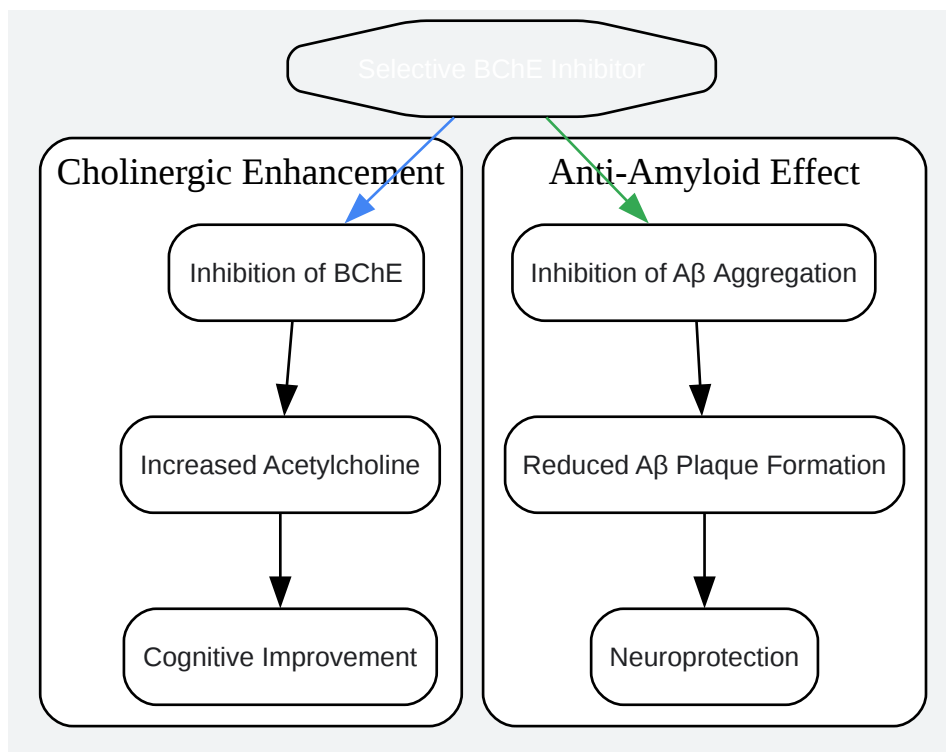 Selective BChE Inhibitor
Cholinergic Enhancement
Inhibition of BChE
Increased Acetylcholine
Cognitive Improvement
Anti-Amyloid Effect
Inhibition of Aβ Aggregation
Reduced Aβ Plaque Formation
Neuroprotection